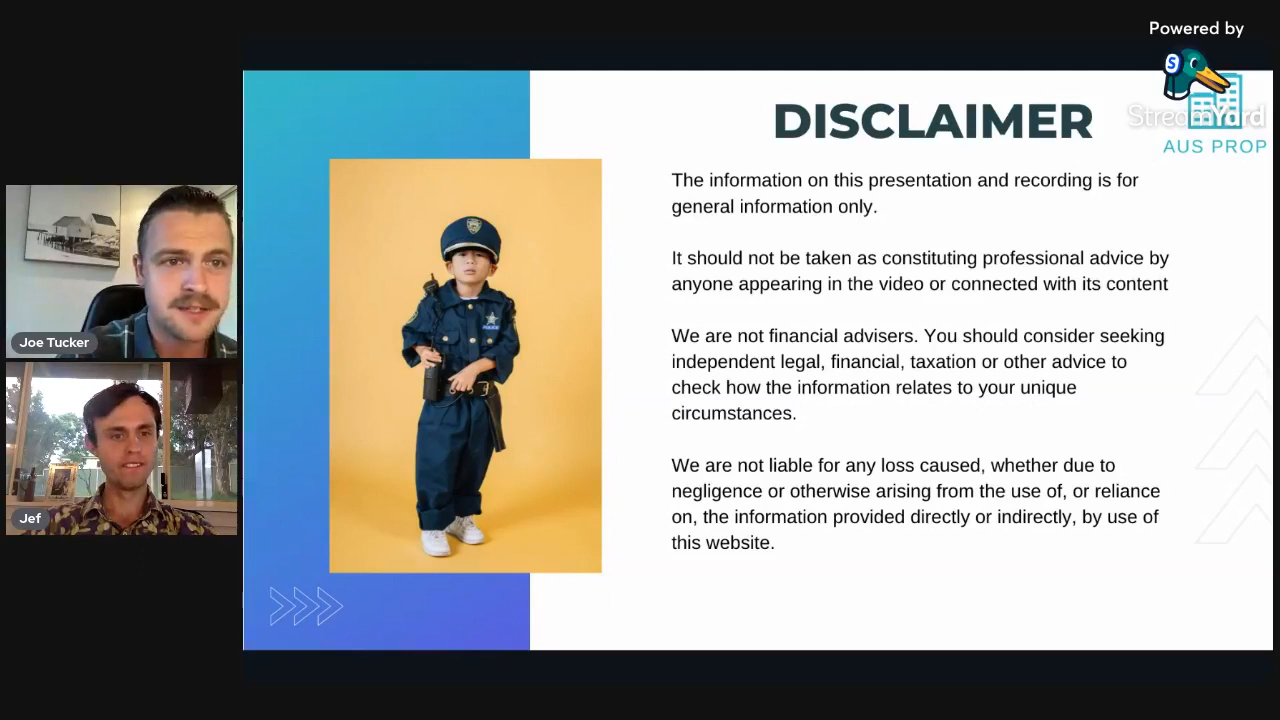 Powered by
StreamYard
AUS PROP
DISCLAIMER
The information on this presentation and recording is for
general information only.
It should not be taken as constituting professional advice by
anyone appearing in the video or connected with its content
We are not financial advisers. You should consider seeking
independent legal, financial, taxation or other advice to
check how the information relates to your unique
circumstances.
We are not liable for any loss caused, whether due to
negligence or otherwise arising from the use of, or reliance
on, the information provided directly or indirectly, by use of
this website.
POLICE
Joe Tucker
Jef